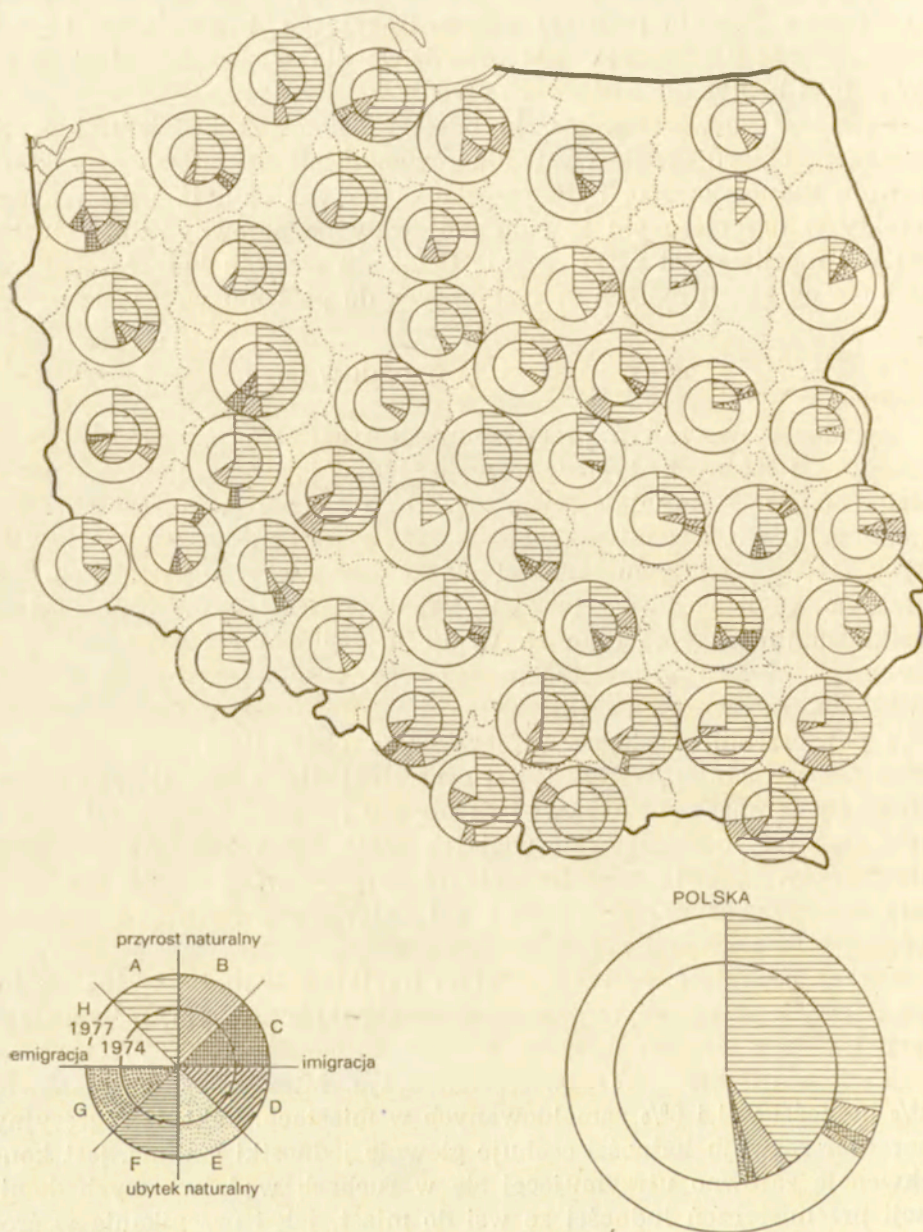 POLSKA
przyrost naturalny
A
B
H
1977
C
1974
emigracja
imigracja
G
D
F
E
ubytek naturalny